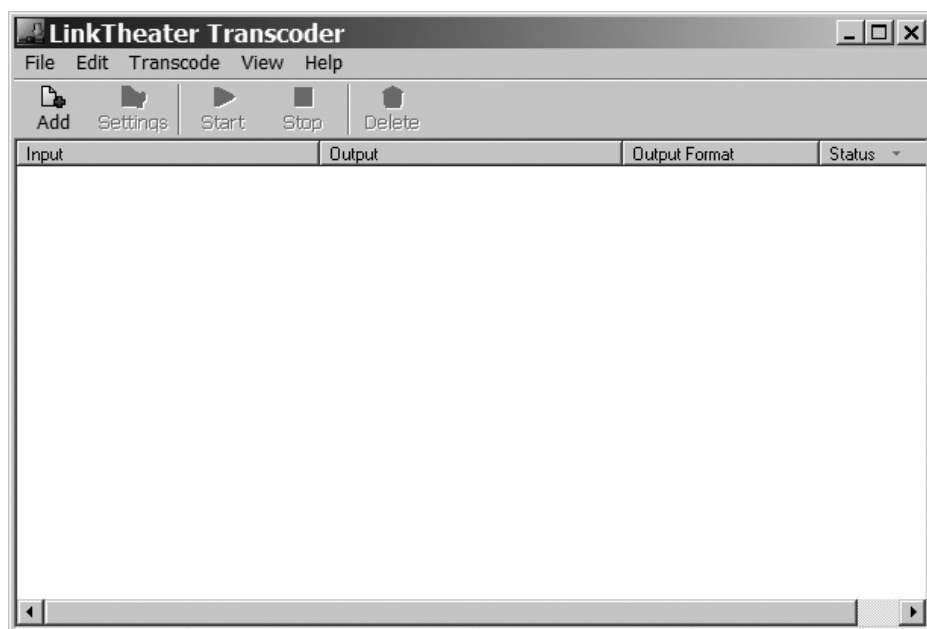 LinkTheater Transcoder
File Edit Transcode View Help
Add Settings Start Stop Delete
Input Output Output Format Status